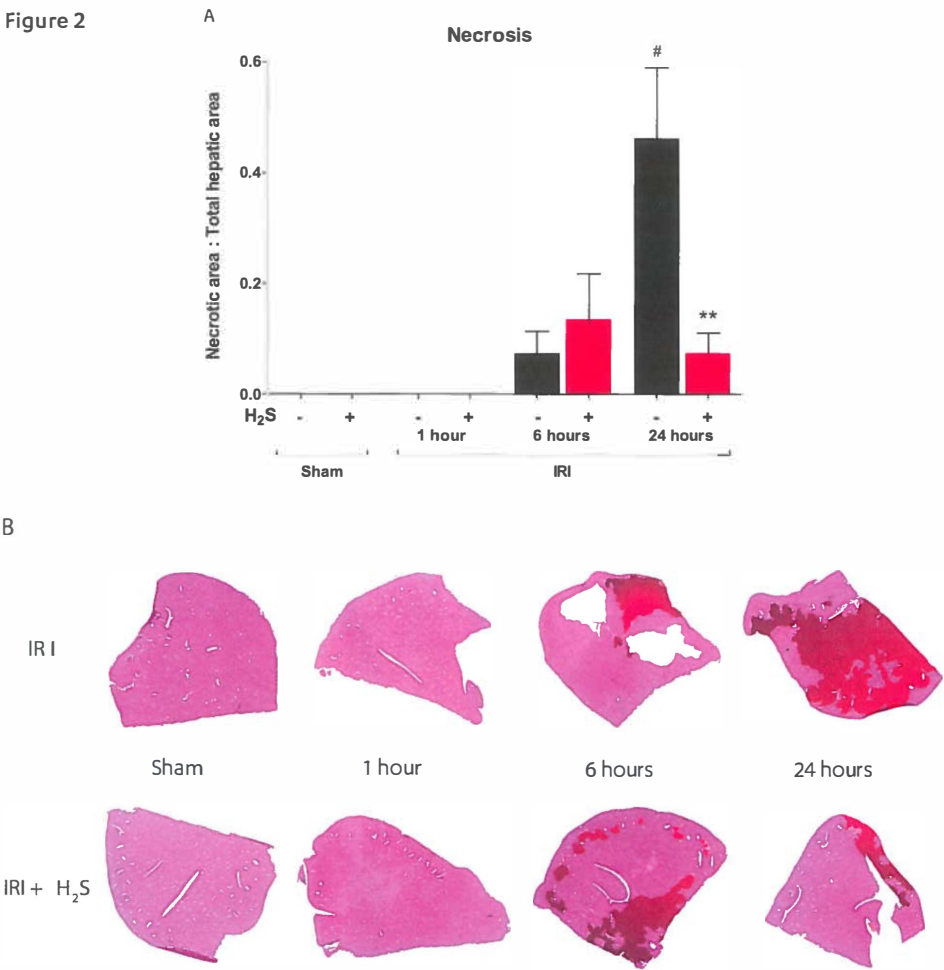 Figure 2
A
Necrosis
#
0.6
0.4
**
0.2
0.0
Necrotic area : Total hepatic area
H₂S - + - + - + - +
1 hour 6 hours 24 hours
Sham IRI
B
IR I
Sham 1 hour 6 hours 24 hours
IRI + H₂S